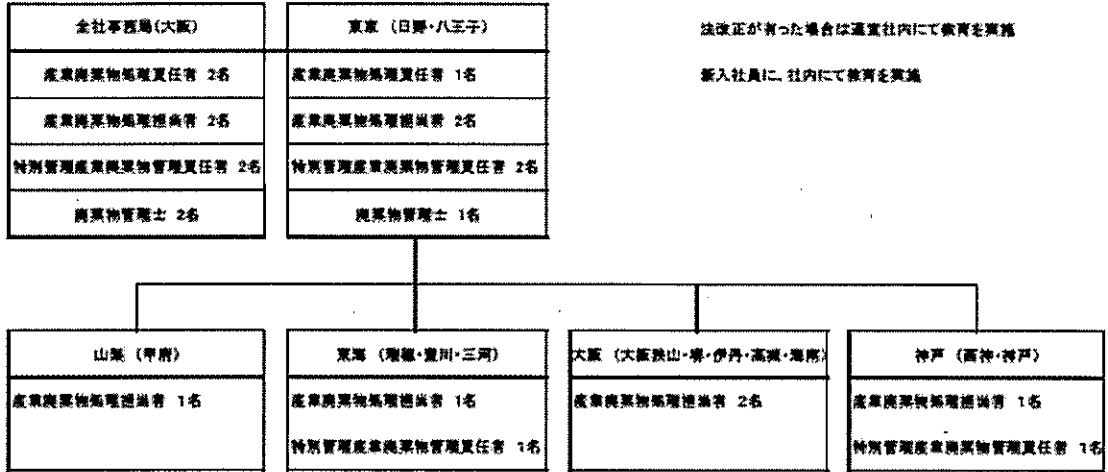 全社事務局(大阪)
産業廃棄物処理責任者 2名
産業廃棄物処理担当者 2名
特別管理産業廃棄物管理責任者 2名
廃棄物管理士 2名
東京 (日野・八王子)
産業廃棄物処理責任者 1名
産業廃棄物処理担当者 2名
特別管理産業廃棄物管理責任者 2名
廃棄物管理士 1名
法改正が有った場合は適宜社内にて教育を実施
新入社員に、社内にて教育を実施
山梨 (甲府)
産業廃棄物処理担当者 1名
東海 (瑞穂・豊川・三河)
産業廃棄物処理担当者 1名
特別管理産業廃棄物管理責任者 1名
大阪 (大阪狭山・堺・伊丹・高槻・海南)
産業廃棄物処理担当者 2名
神戸 (西神・神戸)
産業廃棄物処理担当者 1名
特別管理産業廃棄物管理責任者 1名